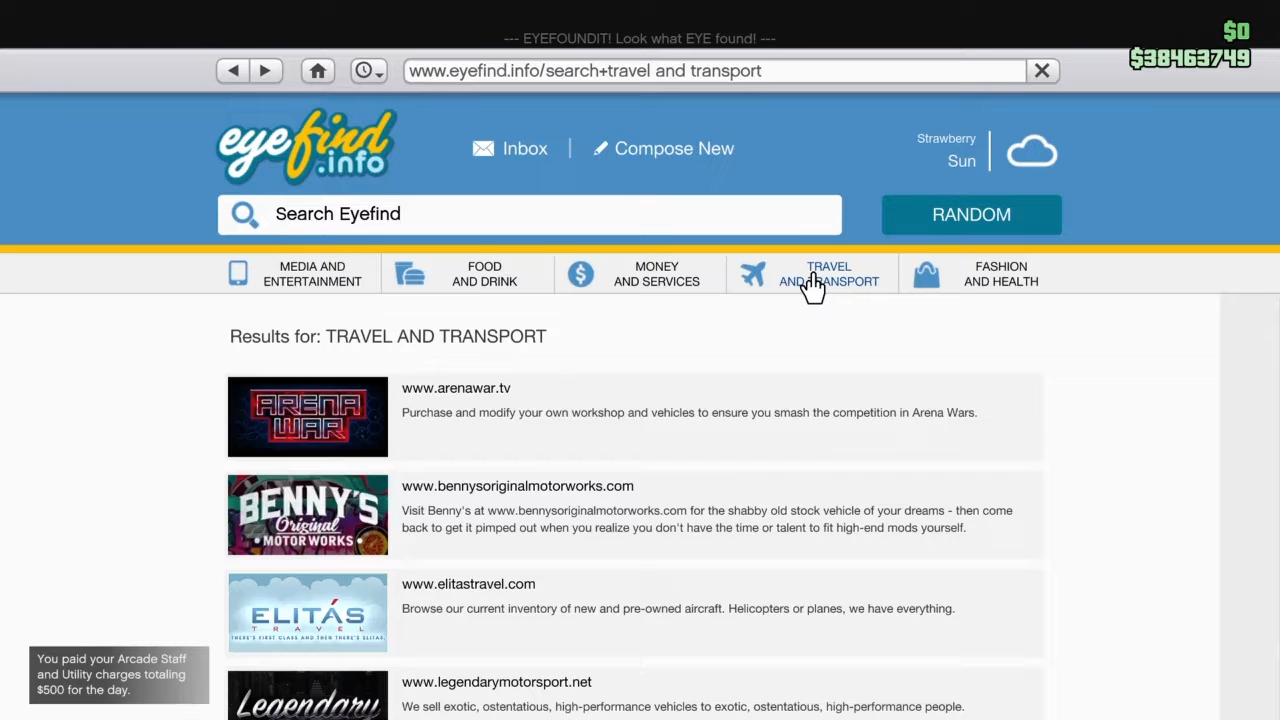 --- EYEFOUNDIT! Look what EYE found! ---
$0
$38463749
www.eyefind.info/search+travel and transport
eyefind
.info
Inbox
Compose New
Strawberry
Sun
Search Eyefind
RANDOM
MEDIA AND
ENTERTAINMENT
FOOD
AND DRINK
MONEY
AND SERVICES
TRAVEL
AND TRANSPORT
FASHION
AND HEALTH
Results for: TRAVEL AND TRANSPORT
ARENA
WAR
www.arenawar.tv
Purchase and modify your own workshop and vehicles to ensure you smash the competition in Arena Wars.
BENNY'S
Original
MOTOR WORKS
www.bennysoriginalmotorworks.com
Visit Benny's at www.bennysoriginalmotorworks.com for the shabby old stock vehicle of your dreams - then come
back to get it pimped out when you realize you don't have the time or talent to fit high-end mods yourself.
ELITÁS
TRAVEL
THERE'S FIRST CLASS AND THEN THERE'S ELITAS.
www.elitastravel.com
Browse our current inventory of new and pre-owned aircraft. Helicopters or planes, we have everything.
Legendary
www.legendarymotorsport.net
We sell exotic, ostentatious, high-performance vehicles to exotic, ostentatious, high-performance people.
You paid your Arcade Staff
and Utility charges totaling
$500 for the day.